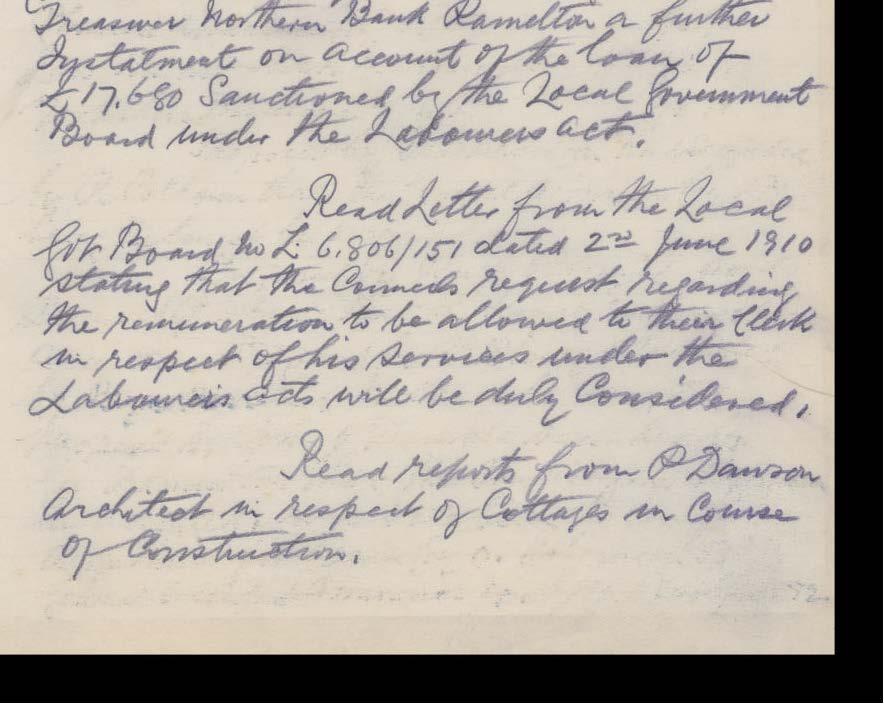 Treasurer Northern Bank Ramelton a further
Instatment on account of the loan of
£17.680 Sanctioned by the Local Government
Board under the Labourers act.
Read Letter from the Local
Govt Board No L. 6.806/151 dated 2nd June 1910
stating that the Councils request regarding
the remuneration to be allowed to their Clerk
in respect of his Services under the
Labourers Acts will be duly Considered.
Read reports from P Dawson
Architect in respect of Cottages in Course
of Construction.